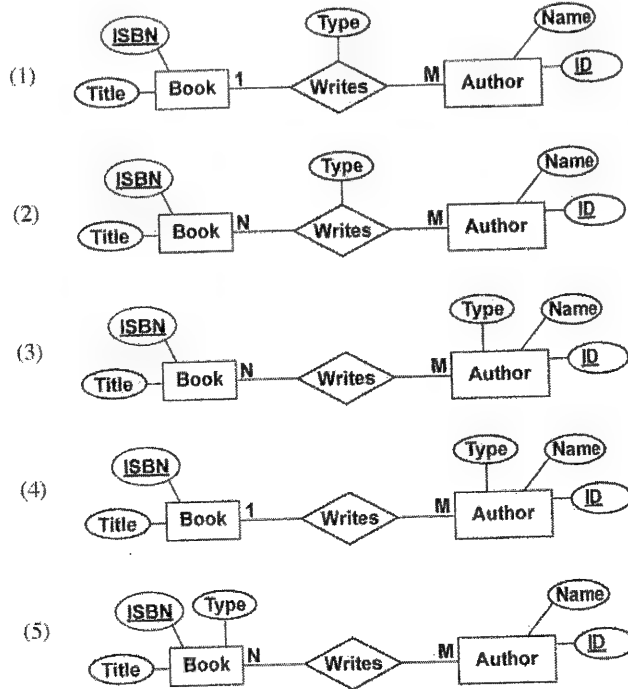 ISBN Type Name
(1) Title Book 1 Writes M Author ID
ISBN Type Name
(2) Title Book N Writes M Author ID
ISBN Type Name
(3) Title Book N Writes M Author ID
ISBN Type Name
(4) Title Book 1 Writes M Author ID
ISBN Type Name
(5) Title Book N Writes M Author ID